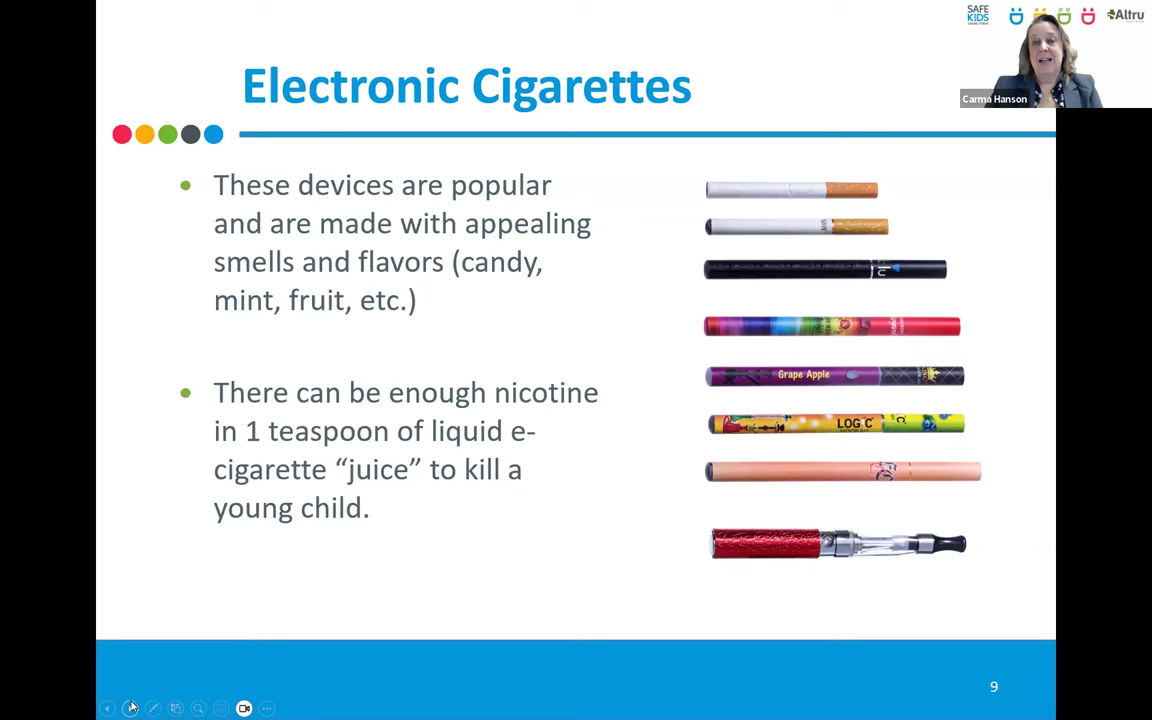 SAFE
KIDS
Altru
Carma Hanson
Electronic Cigarettes
• These devices are popular
and are made with appealing
smells and flavors (candy,
mint, fruit, etc.)
• There can be enough nicotine
in 1 teaspoon of liquid e-
cigarette “juice” to kill a
young child.
Grape Apple
LOGIC
HOOKAH
9